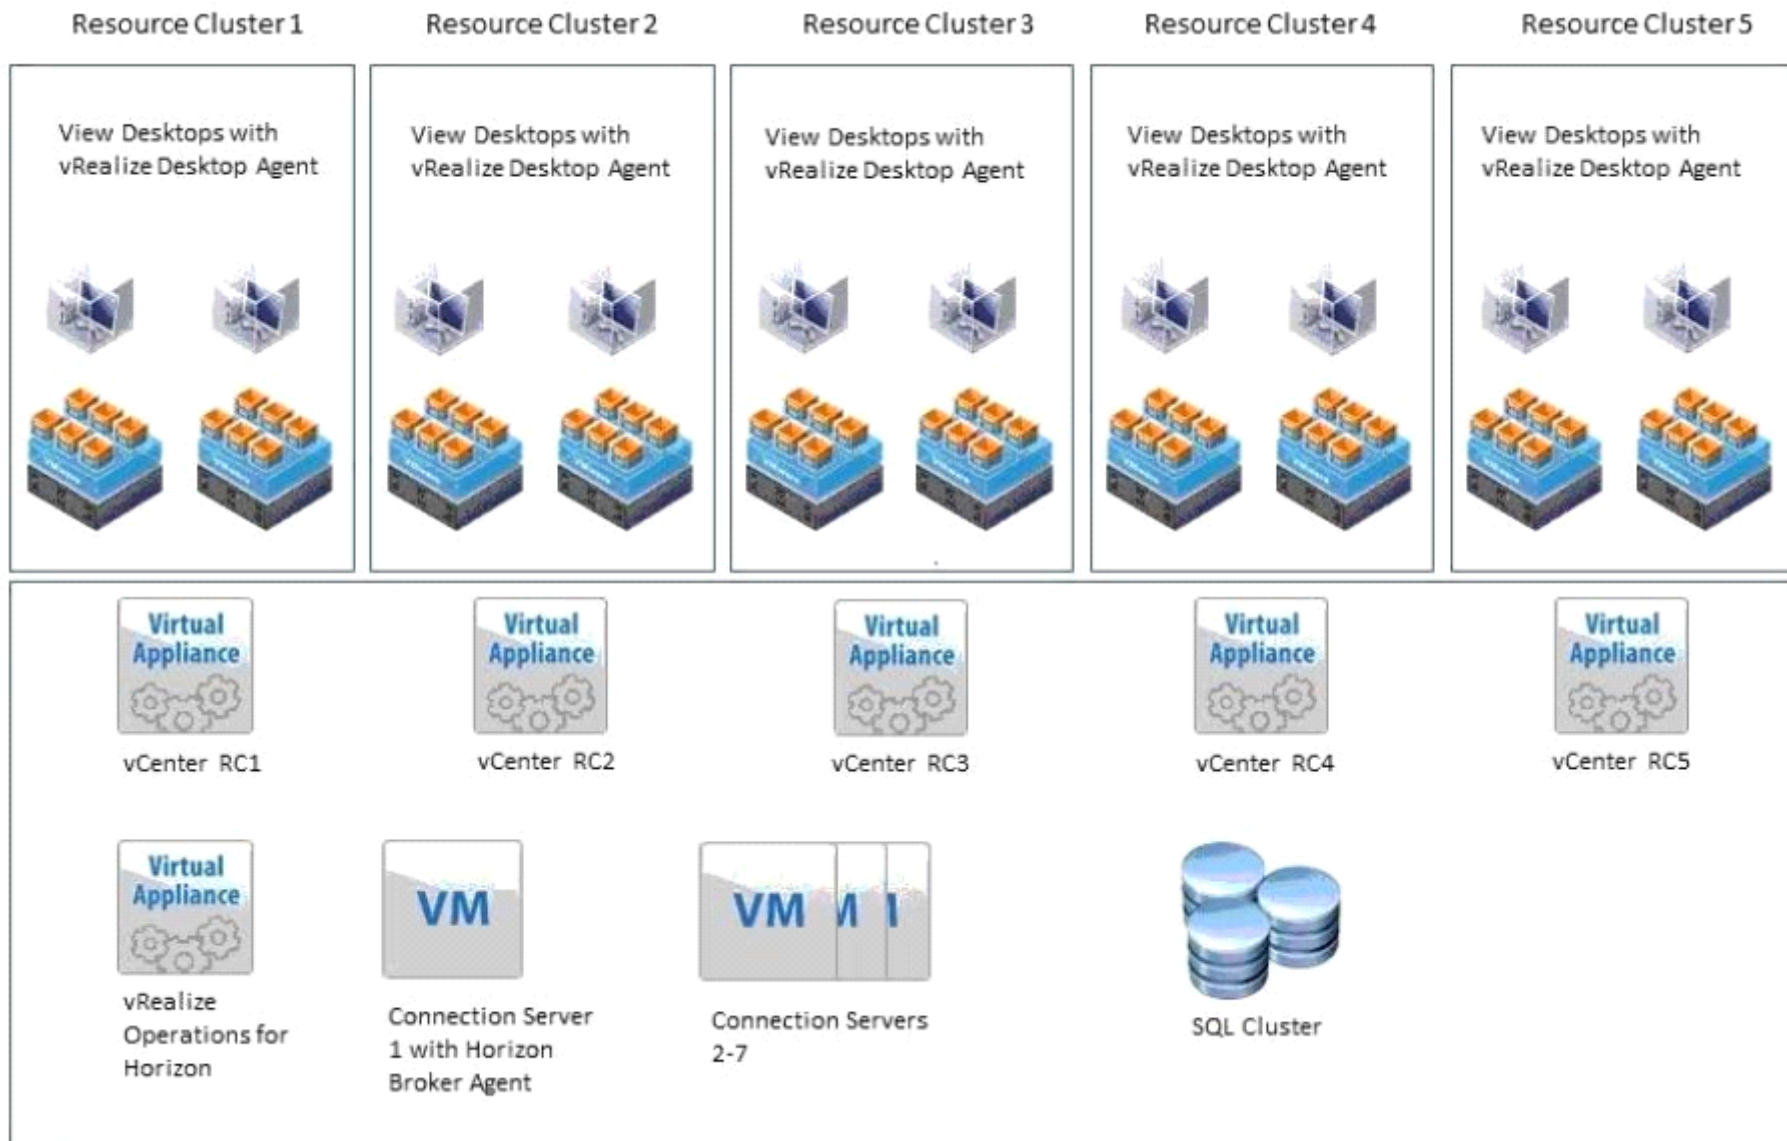 Resource Cluster 1
Resource Cluster 2
Resource Cluster 3
Resource Cluster 4
Resource Cluster 5
View Desktops with
vRealize Desktop Agent
View Desktops with
vRealize Desktop Agent
View Desktops with
vRealize Desktop Agent
View Desktops with
vRealize Desktop Agent
View Desktops with
vRealize Desktop Agent
Virtual
Appliance
vCenter RC1
Virtual
Appliance
vCenter RC2
Virtual
Appliance
vCenter RC3
Virtual
Appliance
vCenter RC4
Virtual
Appliance
vCenter RC5
Virtual
Appliance
vRealize
Operations for
Horizon
VM
Connection Server
1 with Horizon
Broker Agent
VM M I
Connection Servers
2-7
SQL Cluster